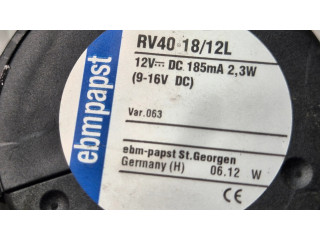 ebmpapst
RV40-18/12L
12V⎓ DC 185mA 2,3W
(9-16V DC)
Var.063
ebm-papst St.Georgen
Germany (H) 06.12 W
CE